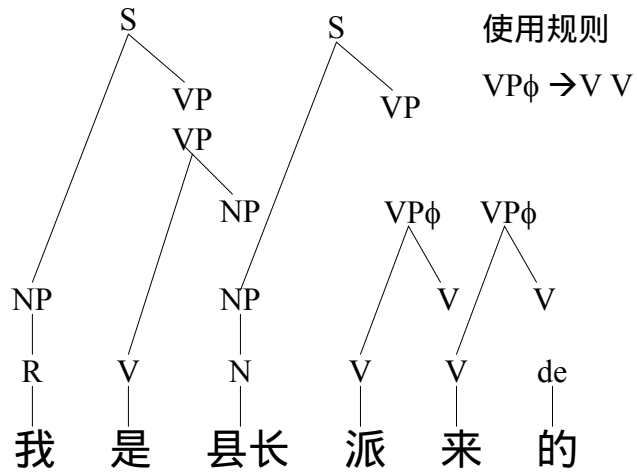 S S 使用规则
VP VP VPϕ →V V
VP
NP VPϕ VPϕ
NP NP V V
R V N V V de
我 是 县长 派 来 的